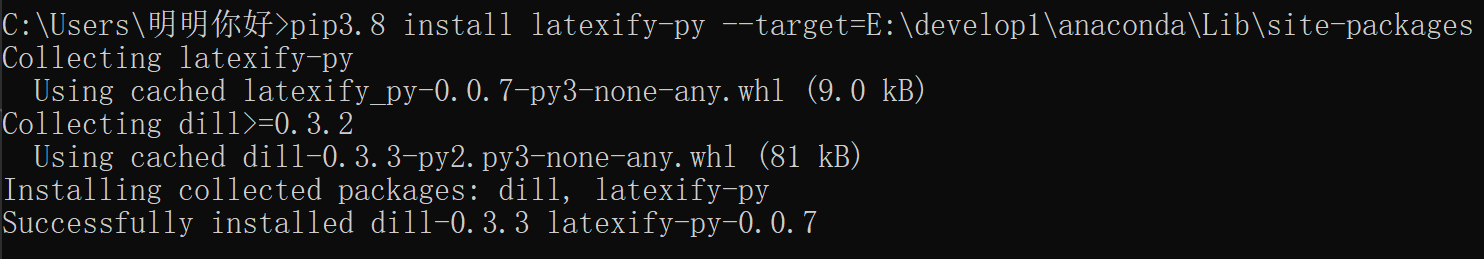 C:\Users\明明你好>pip3.8 install latexify-py --target=E:\develop1\anaconda\Lib\site-packages
Collecting latexify-py
  Using cached latexify_py-0.0.7-py3-none-any.whl (9.0 kB)
Collecting dill>=0.3.2
  Using cached dill-0.3.3-py2.py3-none-any.whl (81 kB)
Installing collected packages: dill, latexify-py
Successfully installed dill-0.3.3 latexify-py-0.0.7